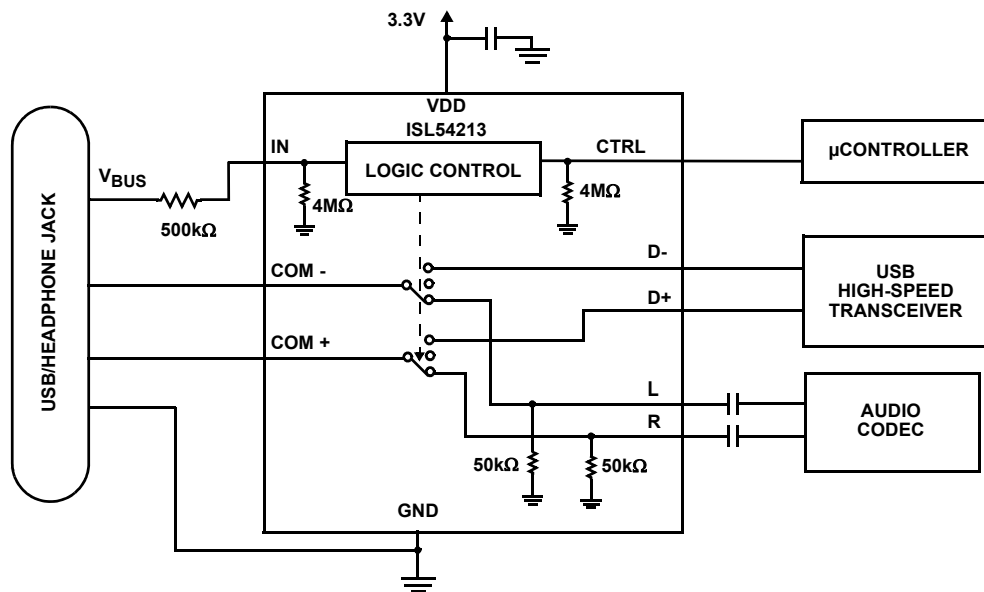 3.3V
VDD
ISL54213
IN
LOGIC CONTROL
CTRL
µCONTROLLER
VBUS
500kΩ
4MΩ
4MΩ
USB/HEADPHONE JACK
COM -
COM +
D-
D+
USB
HIGH-SPEED
TRANSCEIVER
L
R
AUDIO
CODEC
50kΩ
50kΩ
GND